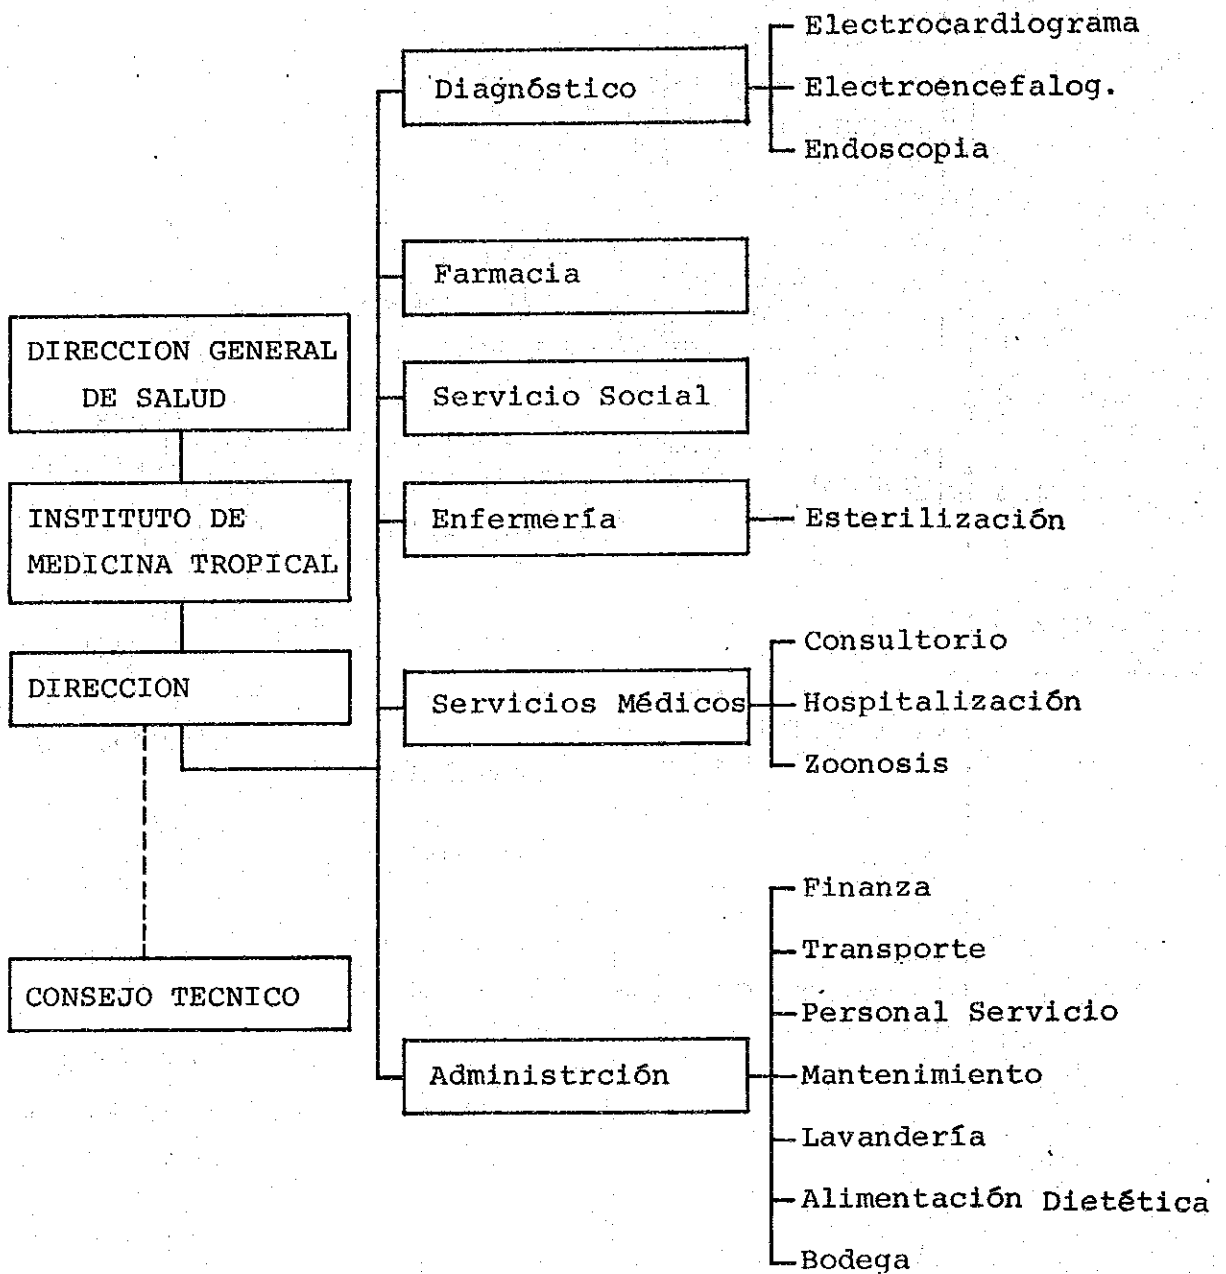 DIRECCION GENERAL
DE SALUD
INSTITUTO DE
MEDICINA TROPICAL
DIRECCION
CONSEJO TECNICO
Diagnóstico
Electrocardiograma
Electroencefalog.
Endoscopia
Farmacia
Servicio Social
Enfermería
Esterilización
Servicios Médicos
Consultorio
Hospitalización
Zoonosis
Administrción
Finanza
Transporte
Personal Servicio
Mantenimiento
Lavandería
Alimentación Dietética
Bodega